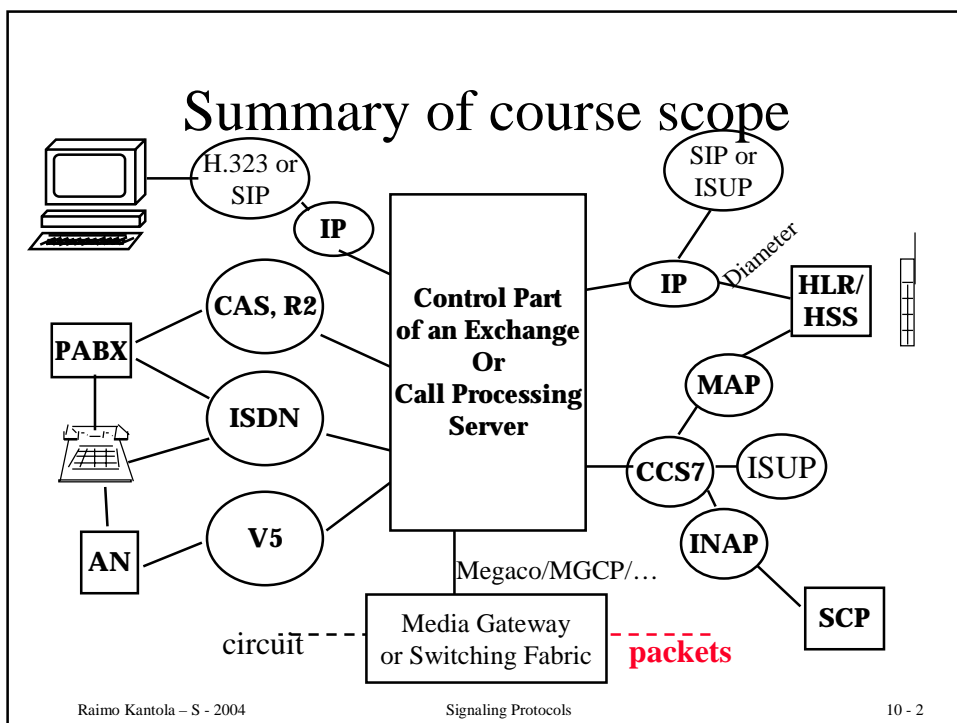 Summary of course scope
H.323 or
SIP
IP
CAS, R2
PABX
ISDN
V5
AN
Control Part
of an Exchange
Or
Call Processing
Server
SIP or
ISUP
IP
Diameter
HLR/
HSS
MAP
CCS7
ISUP
INAP
SCP
Megaco/MGCP/…
circuit
Media Gateway
or Switching Fabric
packets
Raimo Kantola – S - 2004
Signaling Protocols
10 - 2